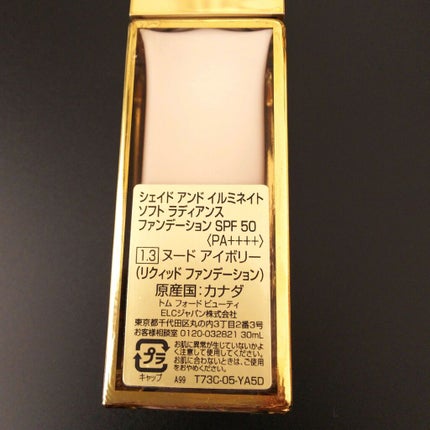 シェイド アンド イルミネイト
ソフト ラディアンス
ファンデーション SPF 50
〈PA++++〉
1.3 ヌード アイボリー
(リクィッド ファンデーション)
原産国:カナダ
トム フォード ビューティ
ELCジャパン株式会社
東京都千代田区丸の内3丁目2番3号
お客様相談室 0120-032821 30mL
お肌に異常が生じていないかよ
く注意して使用してください。
お肌に合わないときは、ご使用
をおやめください。
プラ
キャップ
A99 T73C-05-YA5D